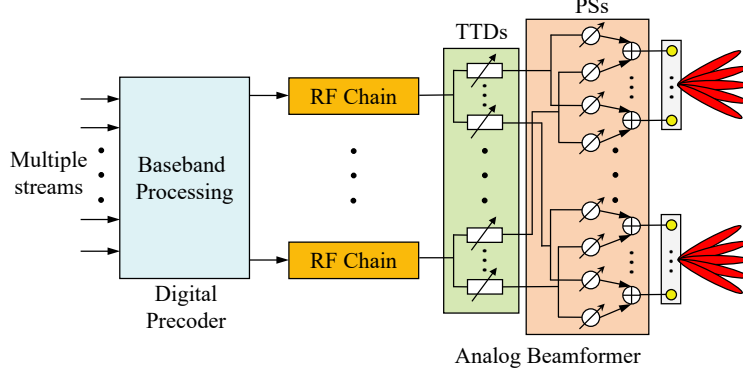 PSs
TTDs
RF Chain
Multiple
streams
Baseband
Processing
RF Chain
Digital
Precoder
Analog Beamformer